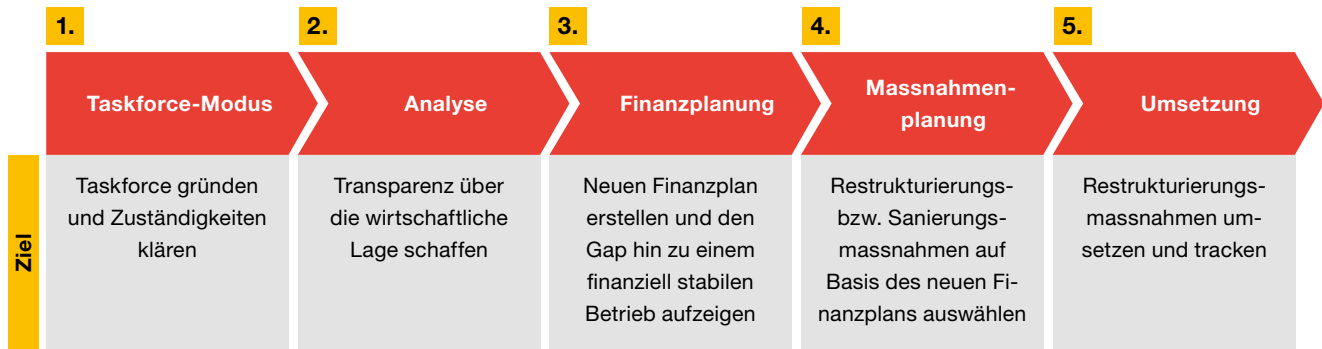 1.
2.
3.
4.
5.
Taskforce-Modus
Analyse
Finanzplanung
Massnahmen-
planung
Umsetzung
Ziel
Taskforce gründen
und Zuständigkeiten
klären
Transparenz über
die wirtschaftliche
Lage schaffen
Neuen Finanzplan
erstellen und den
Gap hin zu einem
finanziell stabilen
Betrieb aufzeigen
Restrukturierungs-
bzw. Sanierungs-
massnahmen auf
Basis des neuen Fi-
nanzplans auswählen
Restrukturierungs-
massnahmen um-
setzen und tracken